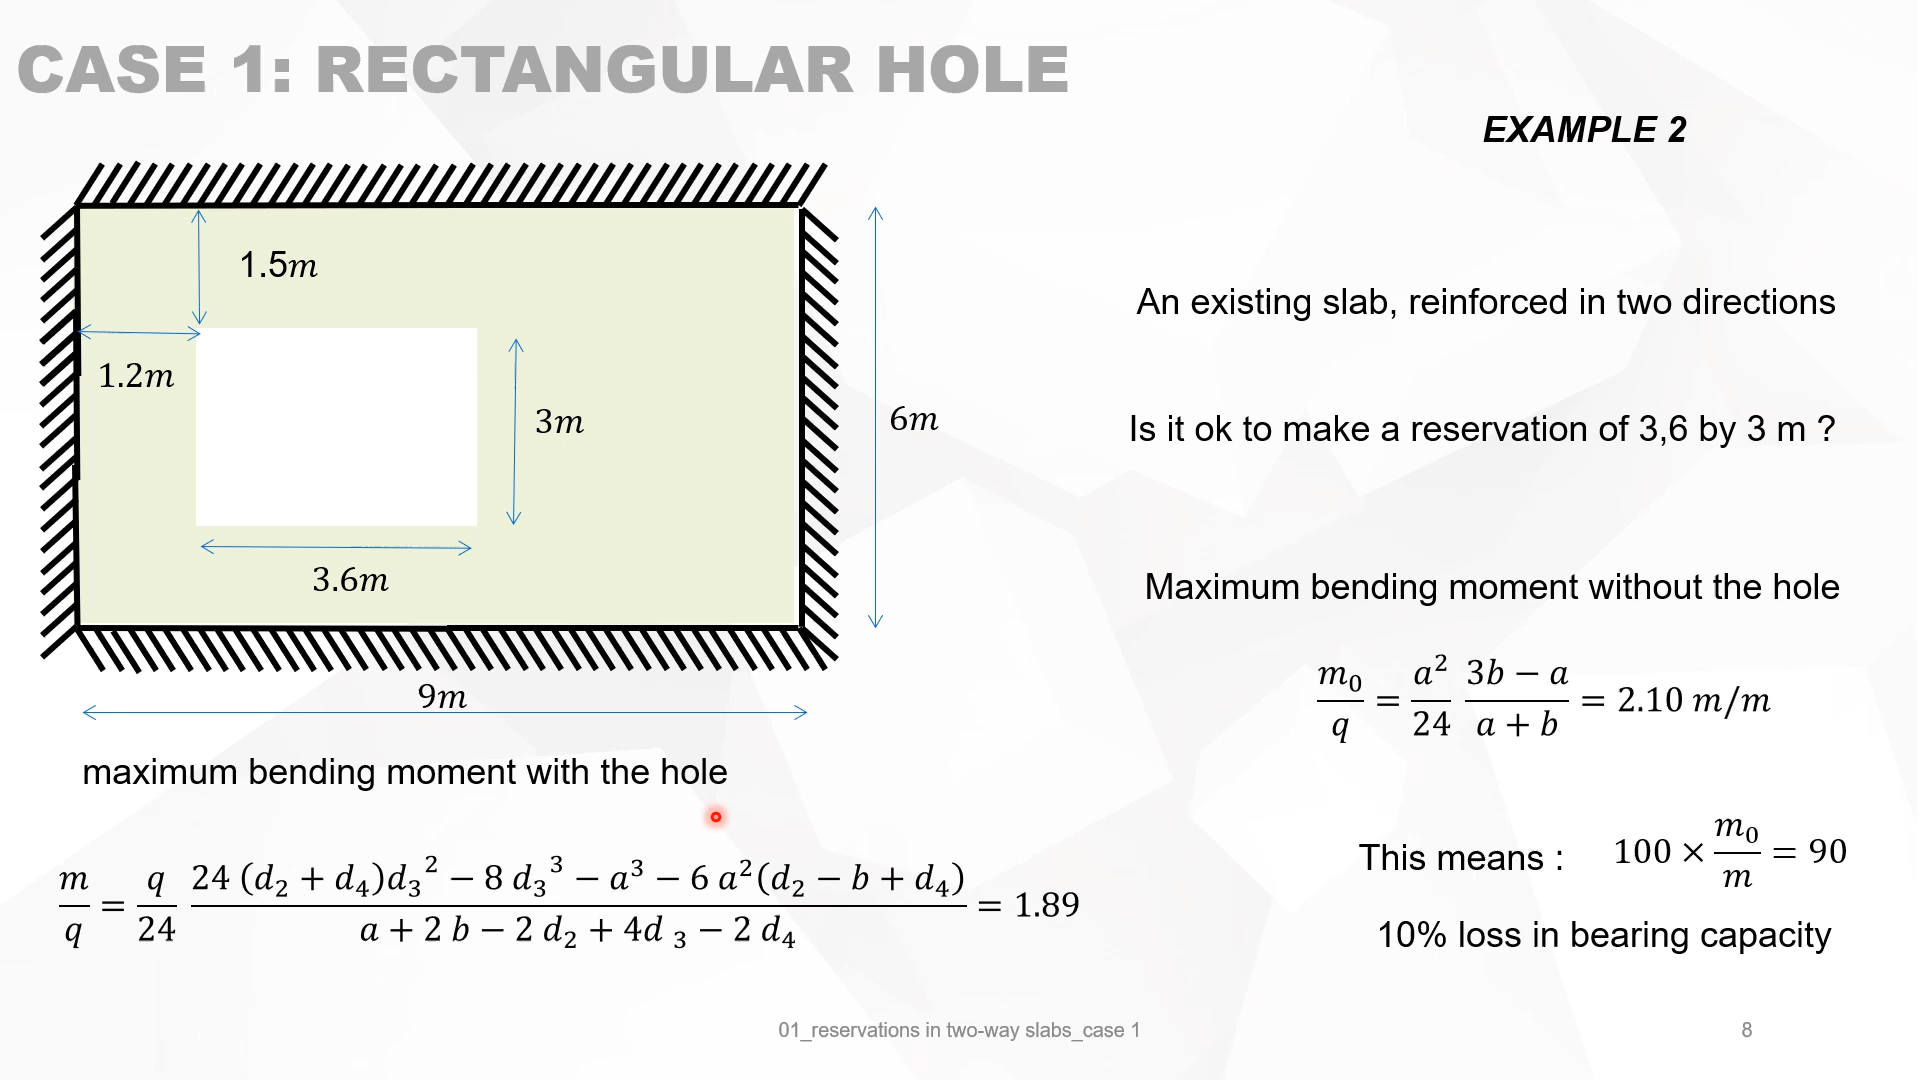 CASE 1: RECTANGULAR HOLE
EXAMPLE 2
1.5m
1.2m
3m
3.6m
6m
9m
An existing slab, reinforced in two directions
Is it ok to make a reservation of 3,6 by 3 m ?
Maximum bending moment without the hole
m₀/q = a²/24 (3b − a)/(a + b) = 2.10 m/m
maximum bending moment with the hole
m/q = q/24 (24 (d₂ + d₄)d₃² − 8 d₃³ − a³ − 6 a²(d₂ − b + d₄))/(a + 2 b − 2 d₂ + 4d ₃ − 2 d₄) = 1.89
This means : 100 × m₀/m = 90
10% loss in bearing capacity
01_reservations in two-way slabs_case 1
8